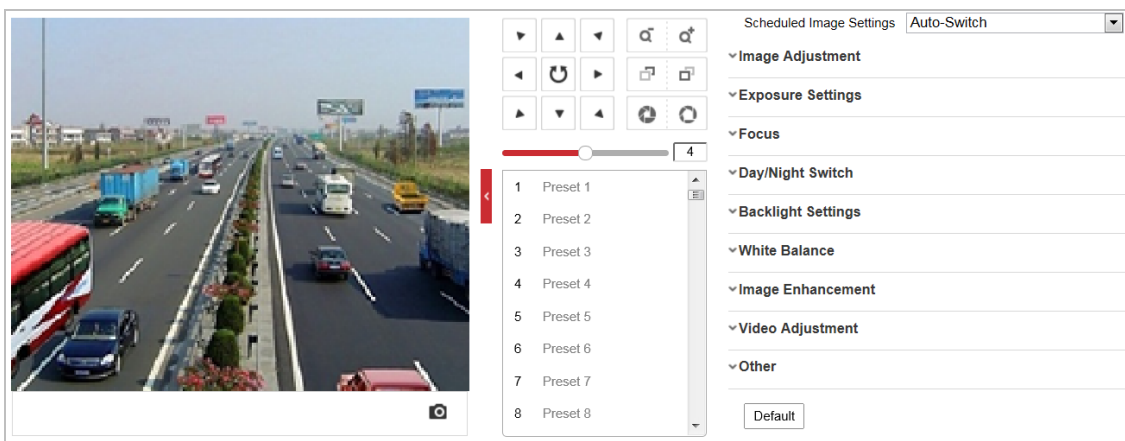 Scheduled Image Settings Auto-Switch
Image Adjustment
Exposure Settings
Focus
Day/Night Switch
Backlight Settings
White Balance
Image Enhancement
Video Adjustment
Other
Default
4
1 Preset 1
2 Preset 2
3 Preset 3
4 Preset 4
5 Preset 5
6 Preset 6
7 Preset 7
8 Preset 8